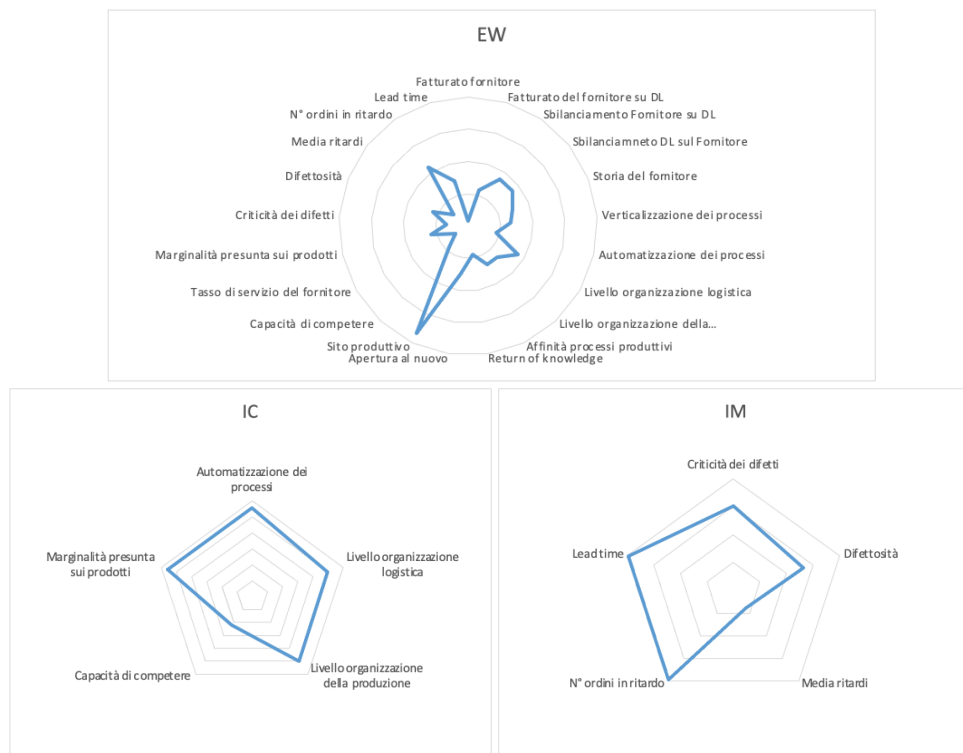 EW
Fatturato fornitore
Lead time
Fatturato del fornitore su DL
N° ordini in ritardo
Sbilanciamento Fornitore su DL
Media ritardi
Sbilanciamneto DL sul Fornitore
Difettosità
Storia del fornitore
Criticità dei difetti
Verticalizzazione dei processi
Marginalità presunta sui prodotti
Automatizzazione dei processi
Tasso di servizio del fornitore
Livello organizzazione logistica
Capacità di competere
Livello organizzazione della...
Sito produttivo
Affinità processi produttivi
Apertura al nuovo
Return of knowledge
IC
Automatizzazione dei
processi
Marginalità presunta
sui prodotti
Livello organizzazione
logistica
Capacità di competere
Livello organizzazione
della produzione
IM
Criticità dei difetti
Lead time
Difettosità
N° ordini in ritardo
Media ritardi